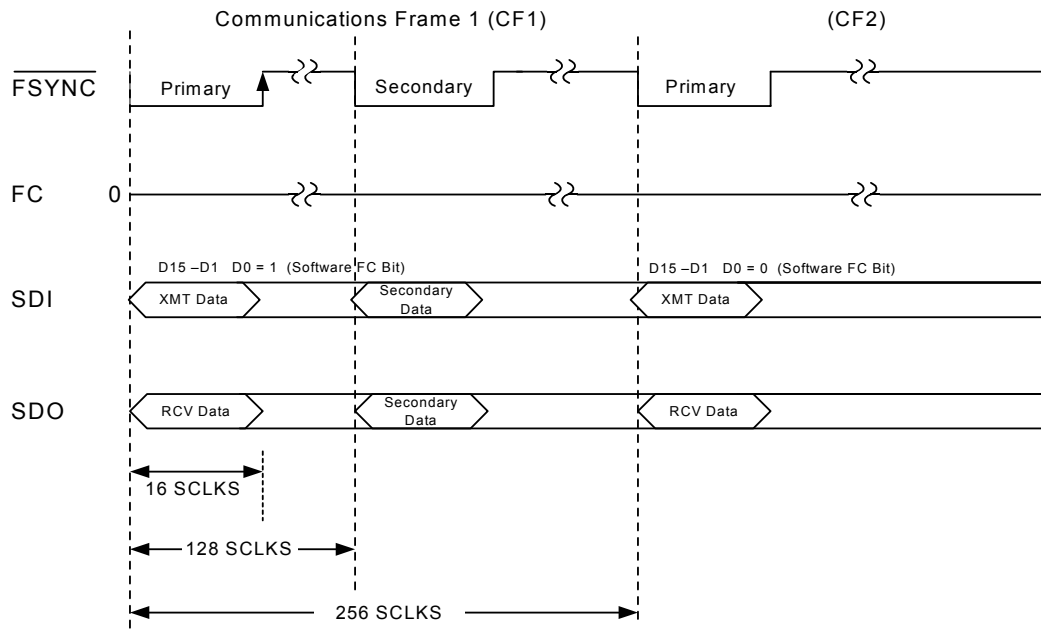 Communications Frame 1 (CF1) (CF2)
FSYNC Primary Secondary Primary
FC 0
D15 –D1 D0 = 1 (Software FC Bit) D15 –D1 D0 = 0 (Software FC Bit)
SDI XMT Data Secondary Data XMT Data
SDO RCV Data Secondary Data RCV Data
16 SCLKS
128 SCLKS
256 SCLKS